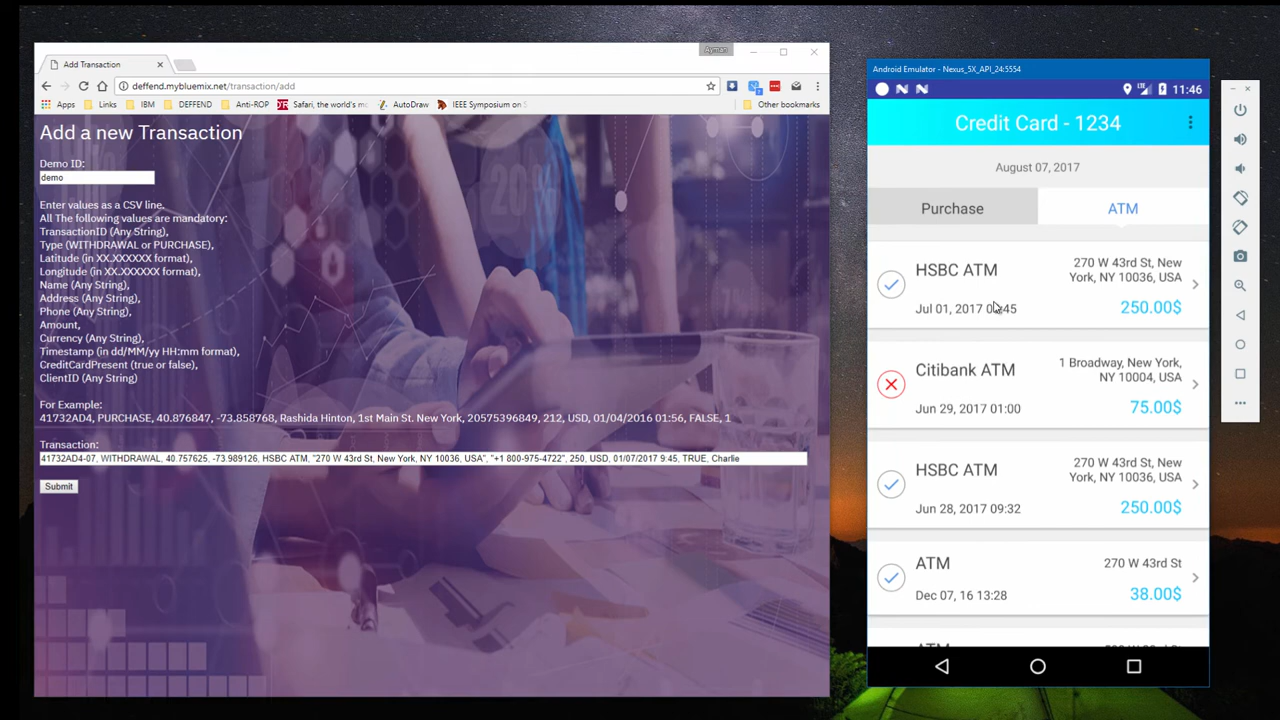 Ayman
Add Transaction
deffend.mybluemix.net/transaction/add
Apps Links IBM DEFFEND Anti-ROP Safari, the world's m AutoDraw IEEE Symposium on S Other bookmarks
Add a new Transaction
Demo ID:
demo
Enter values as a CSV line.
All The following values are mandatory:
TransactionID (Any String),
Type (WITHDRAWAL or PURCHASE),
Latitude (in XX.XXXXXX format),
Longitude (in XX.XXXXXX format),
Name (Any String),
Address (Any String),
Phone (Any String),
Amount,
Currency (Any String),
Timestamp (in dd/MM/yy HH:mm format),
CreditCardPresent (true or false),
ClientID (Any String)
For Example:
41732AD4, PURCHASE, 40.876847, -73.858768, Rashida Hinton, 1st Main St. New York, 20575396849, 212, USD, 01/04/2016 01:56, FALSE, 1
Transaction:
41732AD4-07, WITHDRAWAL, 40.757625, -73.989126, HSBC ATM, "270 W 43rd St, New York, NY 10036, USA", "+1 800-975-4722", 250, USD, 01/07/2017 9:45, TRUE, Charlie
Submit
20%
Android Emulator - Nexus_5X_API_24:5554
LTE 11:46
Credit Card - 1234
August 07, 2017
Purchase ATM
HSBC ATM
270 W 43rd St, New
York, NY 10036, USA
Jul 01, 2017
250.00$
Citibank ATM
1 Broadway, New York,
NY 10004, USA
Jun 29, 2017 01:00
75.00$
HSBC ATM
270 W 43rd St, New
York, NY 10036, USA
Jun 28, 2017 09:32
250.00$
ATM
270 W 43rd St
Dec 07, 16 13:28
38.00$
ATM